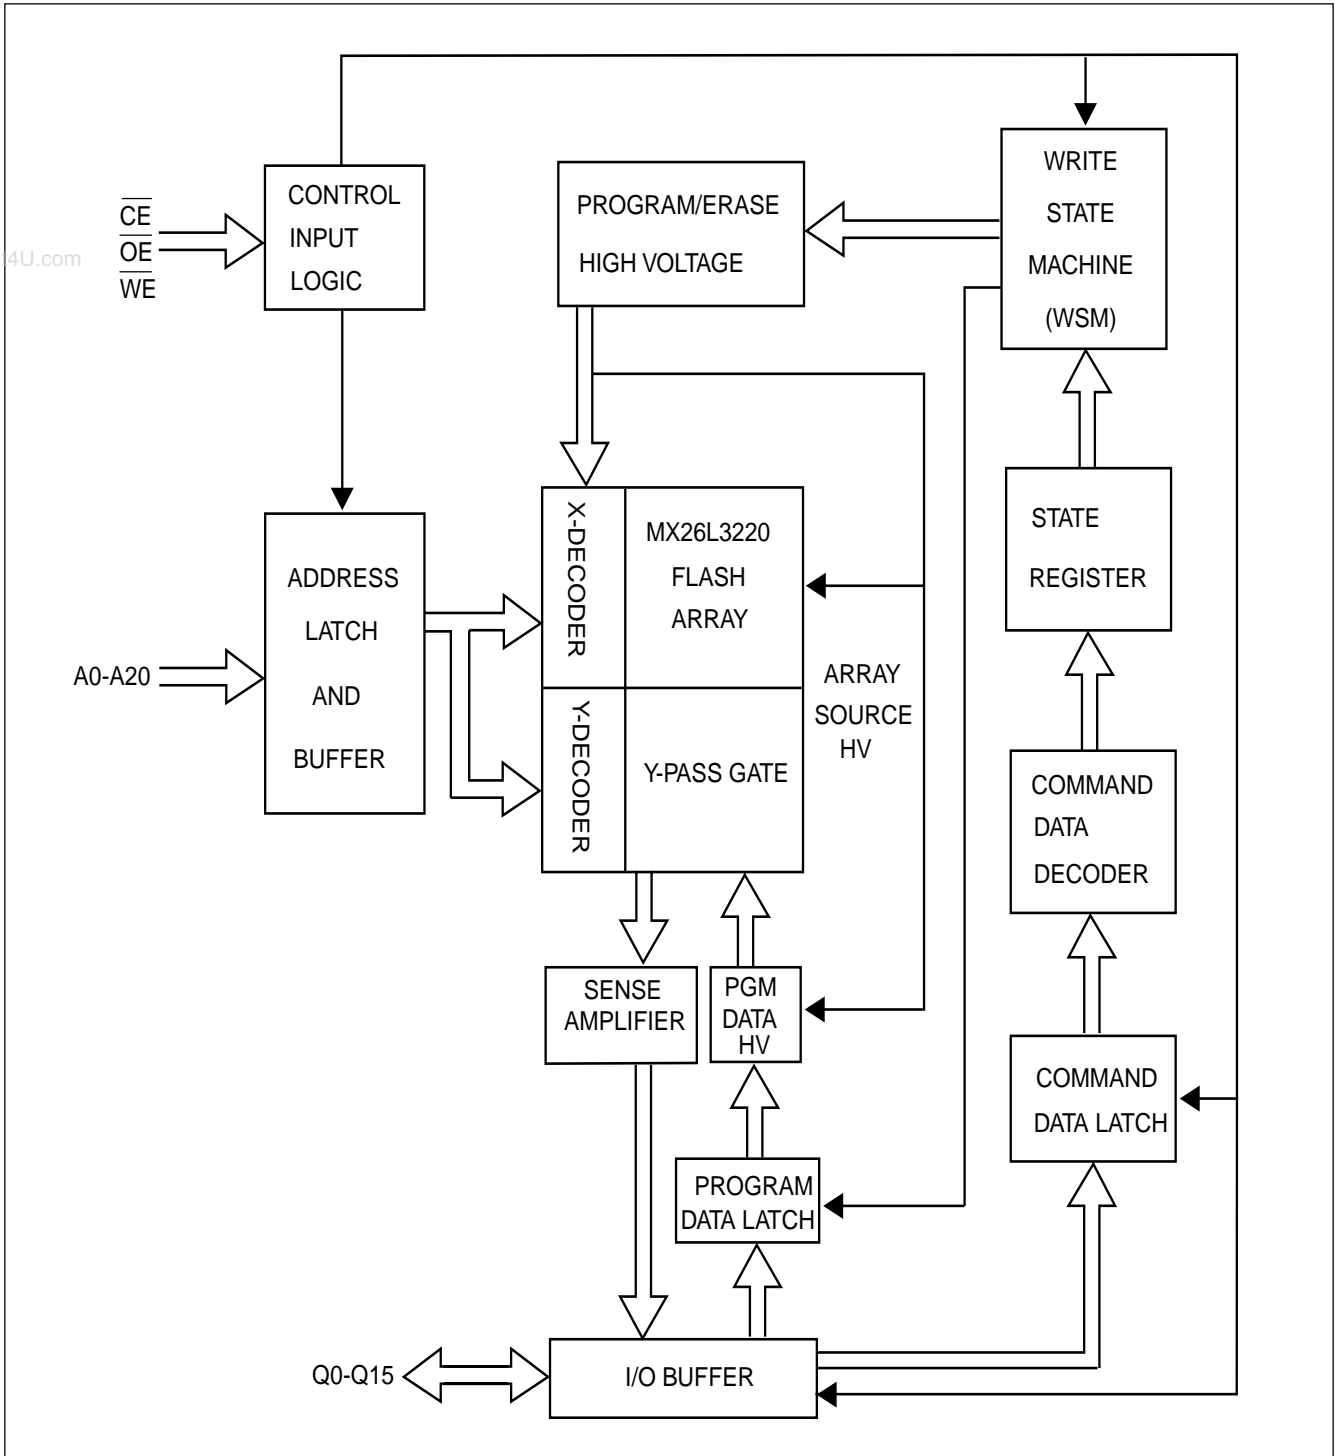 CONTROL
INPUT
LOGIC
CE
OE
WE
4U.com
PROGRAM/ERASE
HIGH VOLTAGE
WRITE
STATE
MACHINE
(WSM)
ADDRESS
LATCH
AND
BUFFER
A0-A20
X-DECODER
MX26L3220
FLASH
ARRAY
Y-DECODER
Y-PASS GATE
ARRAY
SOURCE
HV
STATE
REGISTER
COMMAND
DATA
DECODER
SENSE
AMPLIFIER
PGM
DATA
HV
COMMAND
DATA LATCH
PROGRAM
DATA LATCH
Q0-Q15
I/O BUFFER